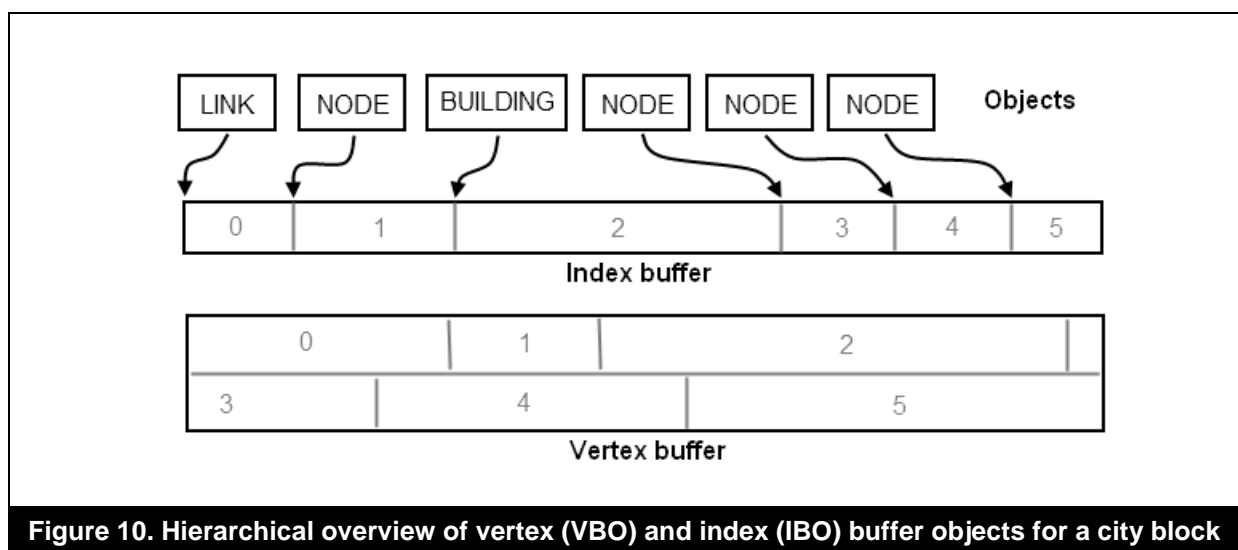 LINK NODE BUILDING NODE NODE NODE Objects
0 1 2 3 4 5
Index buffer
0 1 2
3 4 5
Vertex buffer
Figure 10. Hierarchical overview of vertex (VBO) and index (IBO) buffer objects for a city block